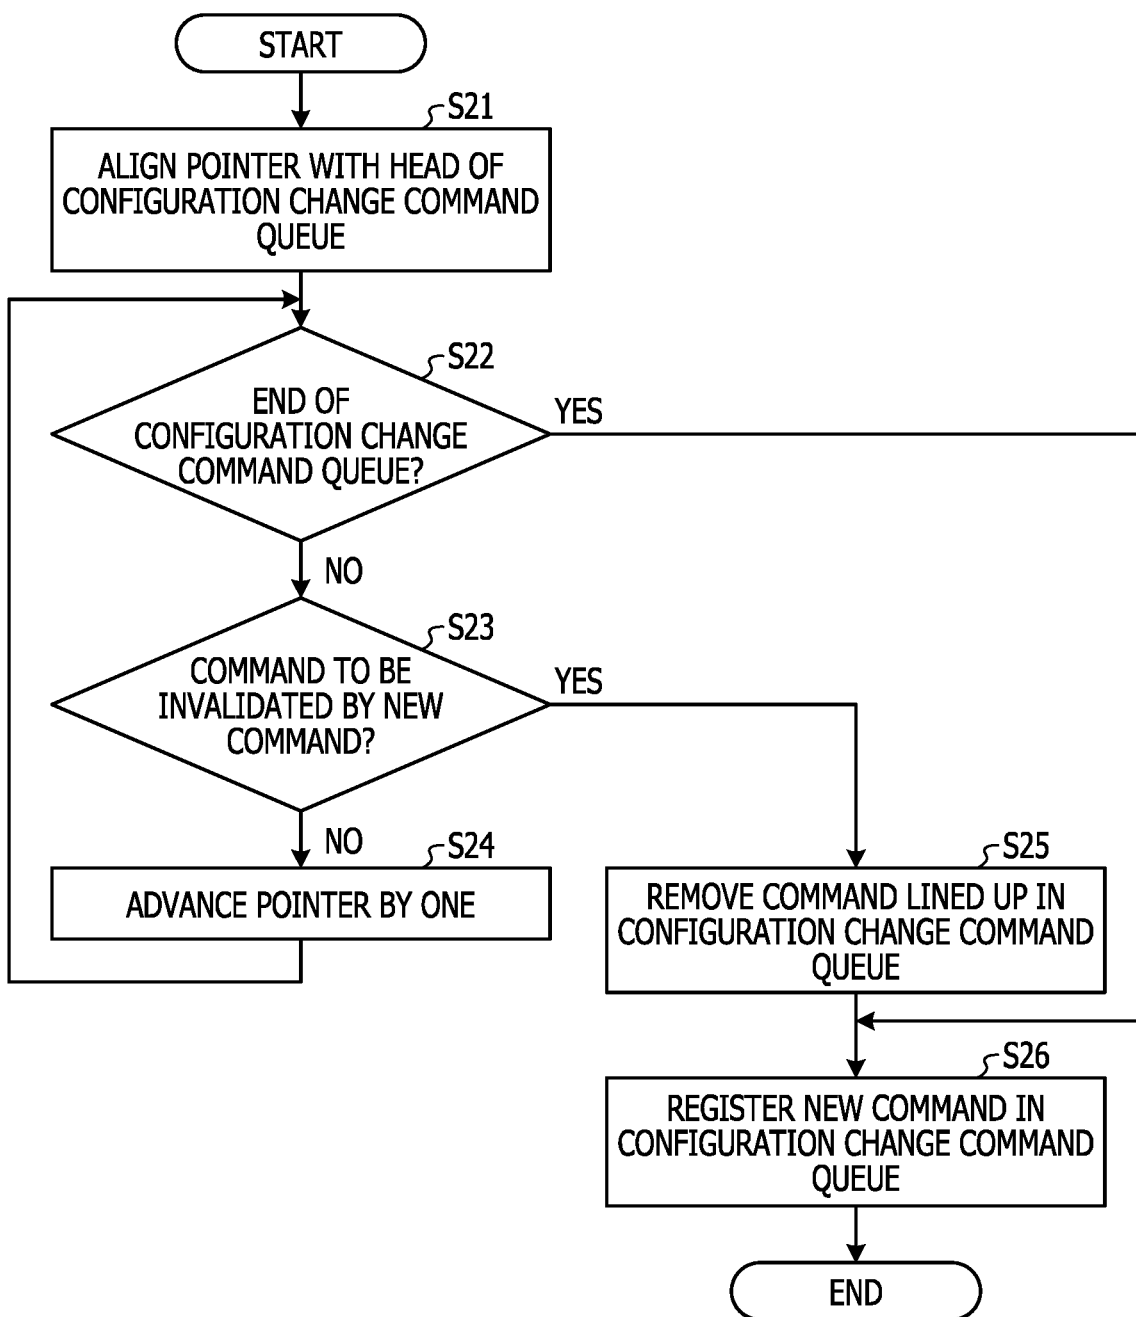 START
S21
ALIGN POINTER WITH HEAD OF
CONFIGURATION CHANGE COMMAND
QUEUE
S22
END OF
CONFIGURATION CHANGE
COMMAND QUEUE?
YES
NO
S23
COMMAND TO BE
INVALIDATED BY NEW
COMMAND?
YES
NO
S24
ADVANCE POINTER BY ONE
S25
REMOVE COMMAND LINED UP IN
CONFIGURATION CHANGE COMMAND
QUEUE
S26
REGISTER NEW COMMAND IN
CONFIGURATION CHANGE COMMAND
QUEUE
END